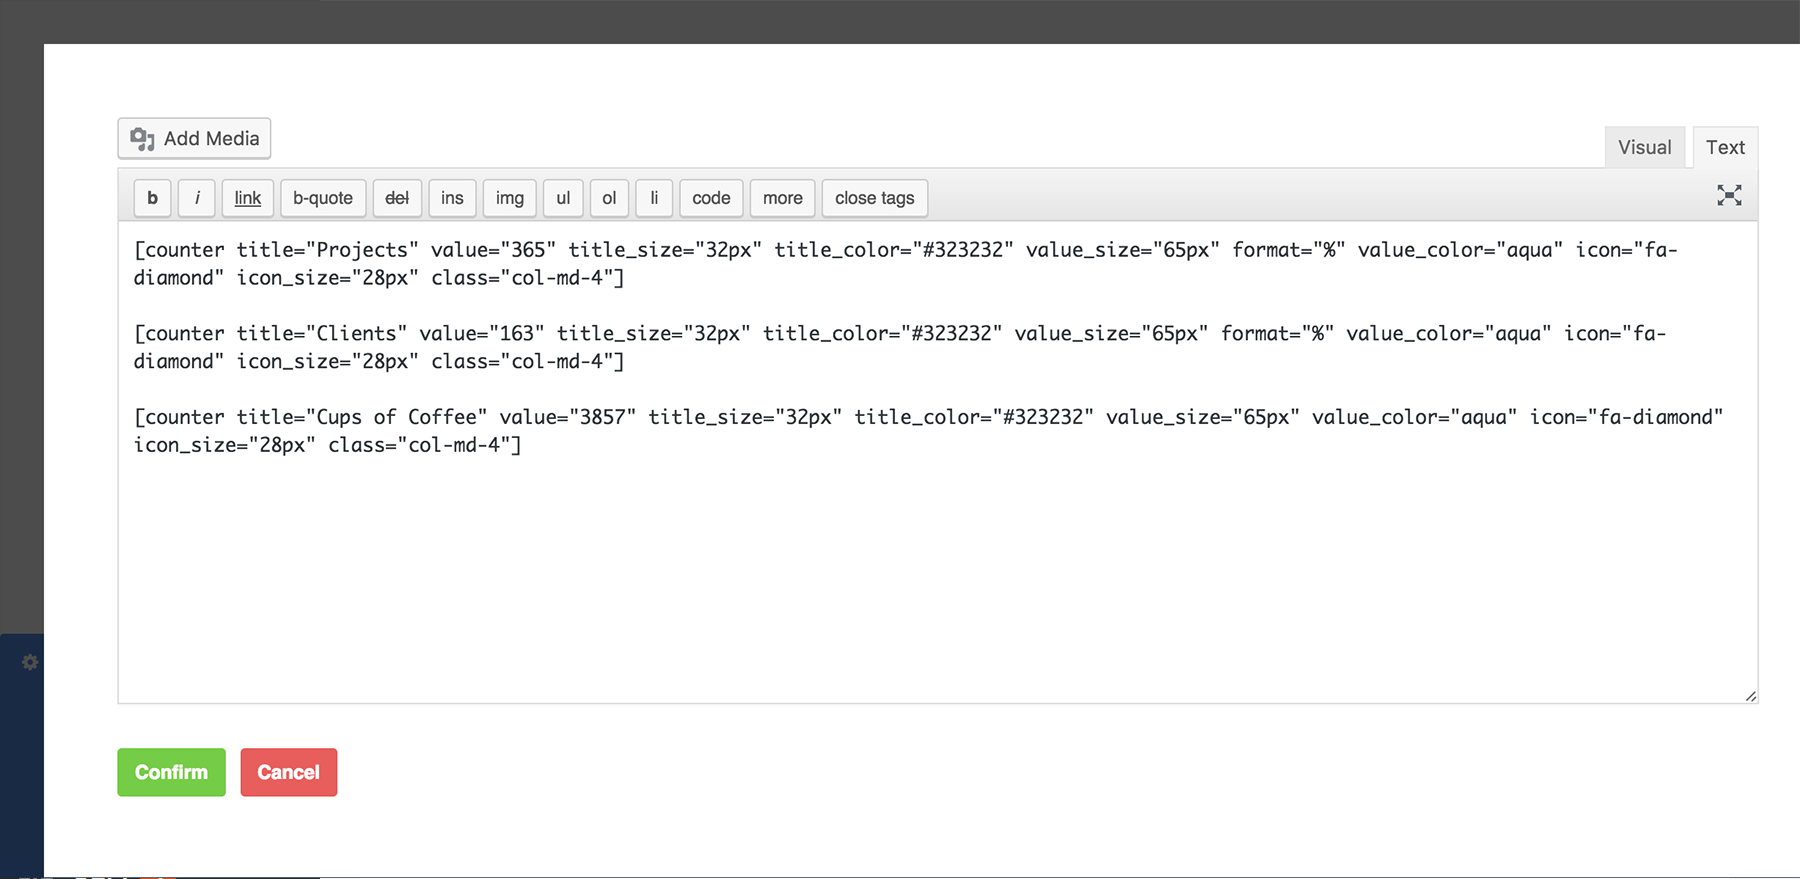 Add Media
Visual Text
b i link b-quote del ins img ul ol li code more close tags
[counter title="Projects" value="365" title_size="32px" title_color="#323232" value_size="65px" format="%" value_color="aqua" icon="fa-
diamond" icon_size="28px" class="col-md-4"]
[counter title="Clients" value="163" title_size="32px" title_color="#323232" value_size="65px" format="%" value_color="aqua" icon="fa-
diamond" icon_size="28px" class="col-md-4"]
[counter title="Cups of Coffee" value="3857" title_size="32px" title_color="#323232" value_size="65px" value_color="aqua" icon="fa-diamond"
icon_size="28px" class="col-md-4"]
Confirm Cancel